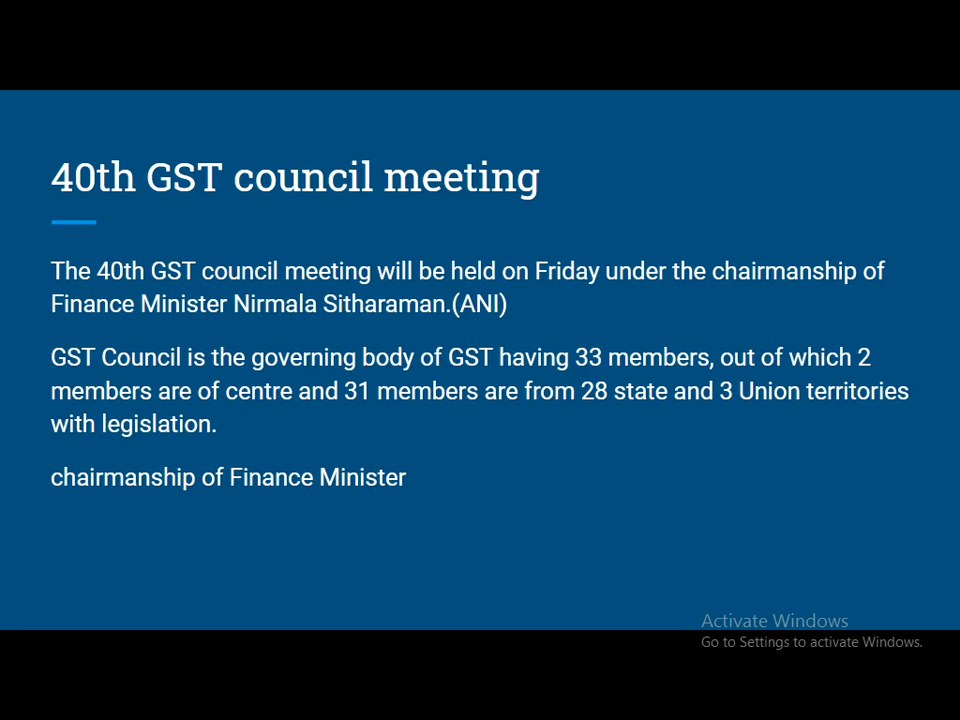 40th GST council meeting
The 40th GST council meeting will be held on Friday under the chairmanship of
Finance Minister Nirmala Sitharaman.(ANI)
GST Council is the governing body of GST having 33 members, out of which 2
members are of centre and 31 members are from 28 state and 3 Union territories
with legislation.
chairmanship of Finance Minister
Activate Windows
Go to Settings to activate Windows.